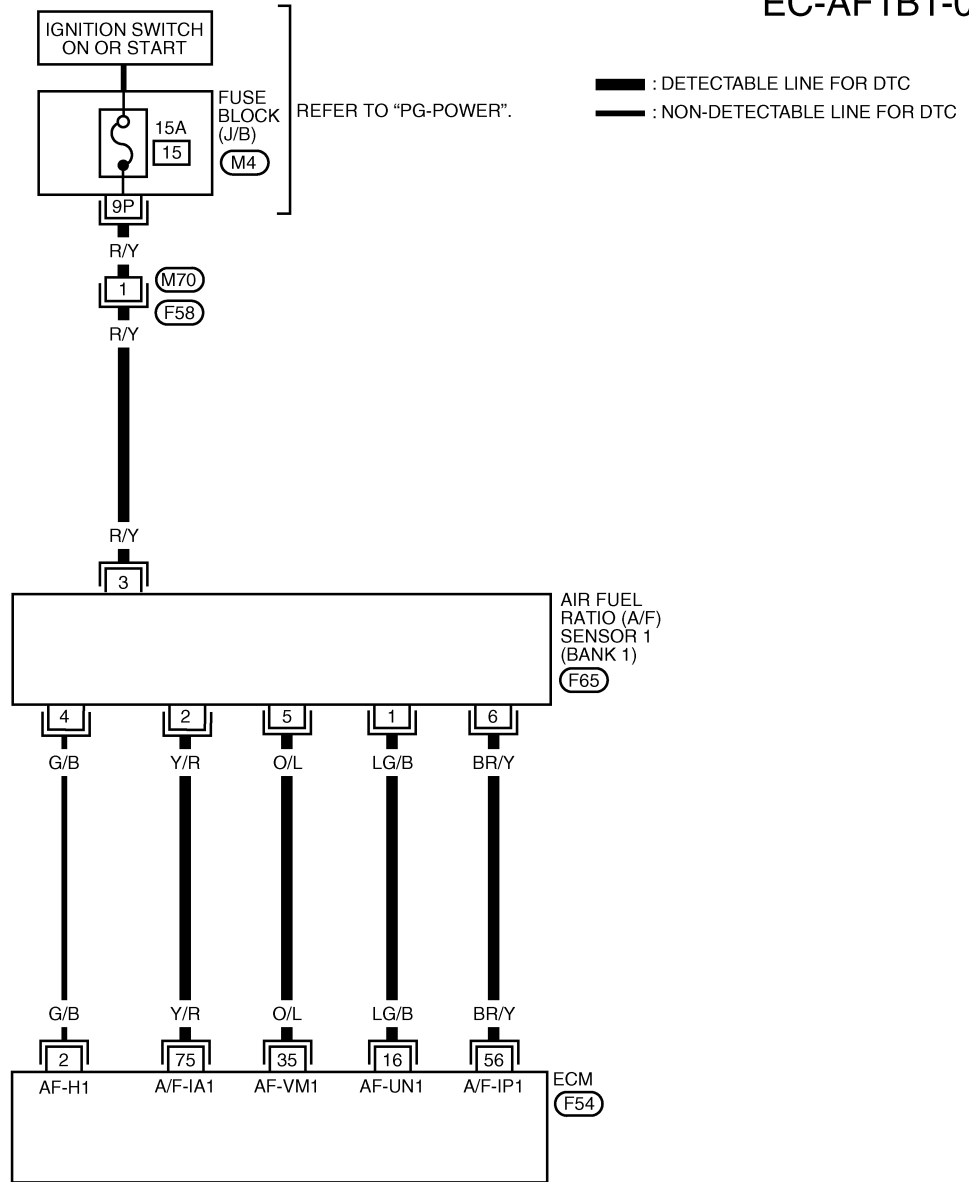 EC-AF1B1-0
IGNITION SWITCH
ON OR START
: DETECTABLE LINE FOR DTC
: NON-DETECTABLE LINE FOR DTC
FUSE
BLOCK
(J/B)
M4
REFER TO “PG-POWER”.
15A
15
9P
R/Y
1
M70
F58
R/Y
R/Y
3
AIR FUEL
RATIO (A/F)
SENSOR 1
(BANK 1)
F65
4 2 5 1 6
G/B Y/R O/L LG/B BR/Y
G/B Y/R O/L LG/B BR/Y
2 75 35 16 56
AF-H1 A/F-IA1 AF-VM1 AF-UN1 A/F-IP1
ECM
F54